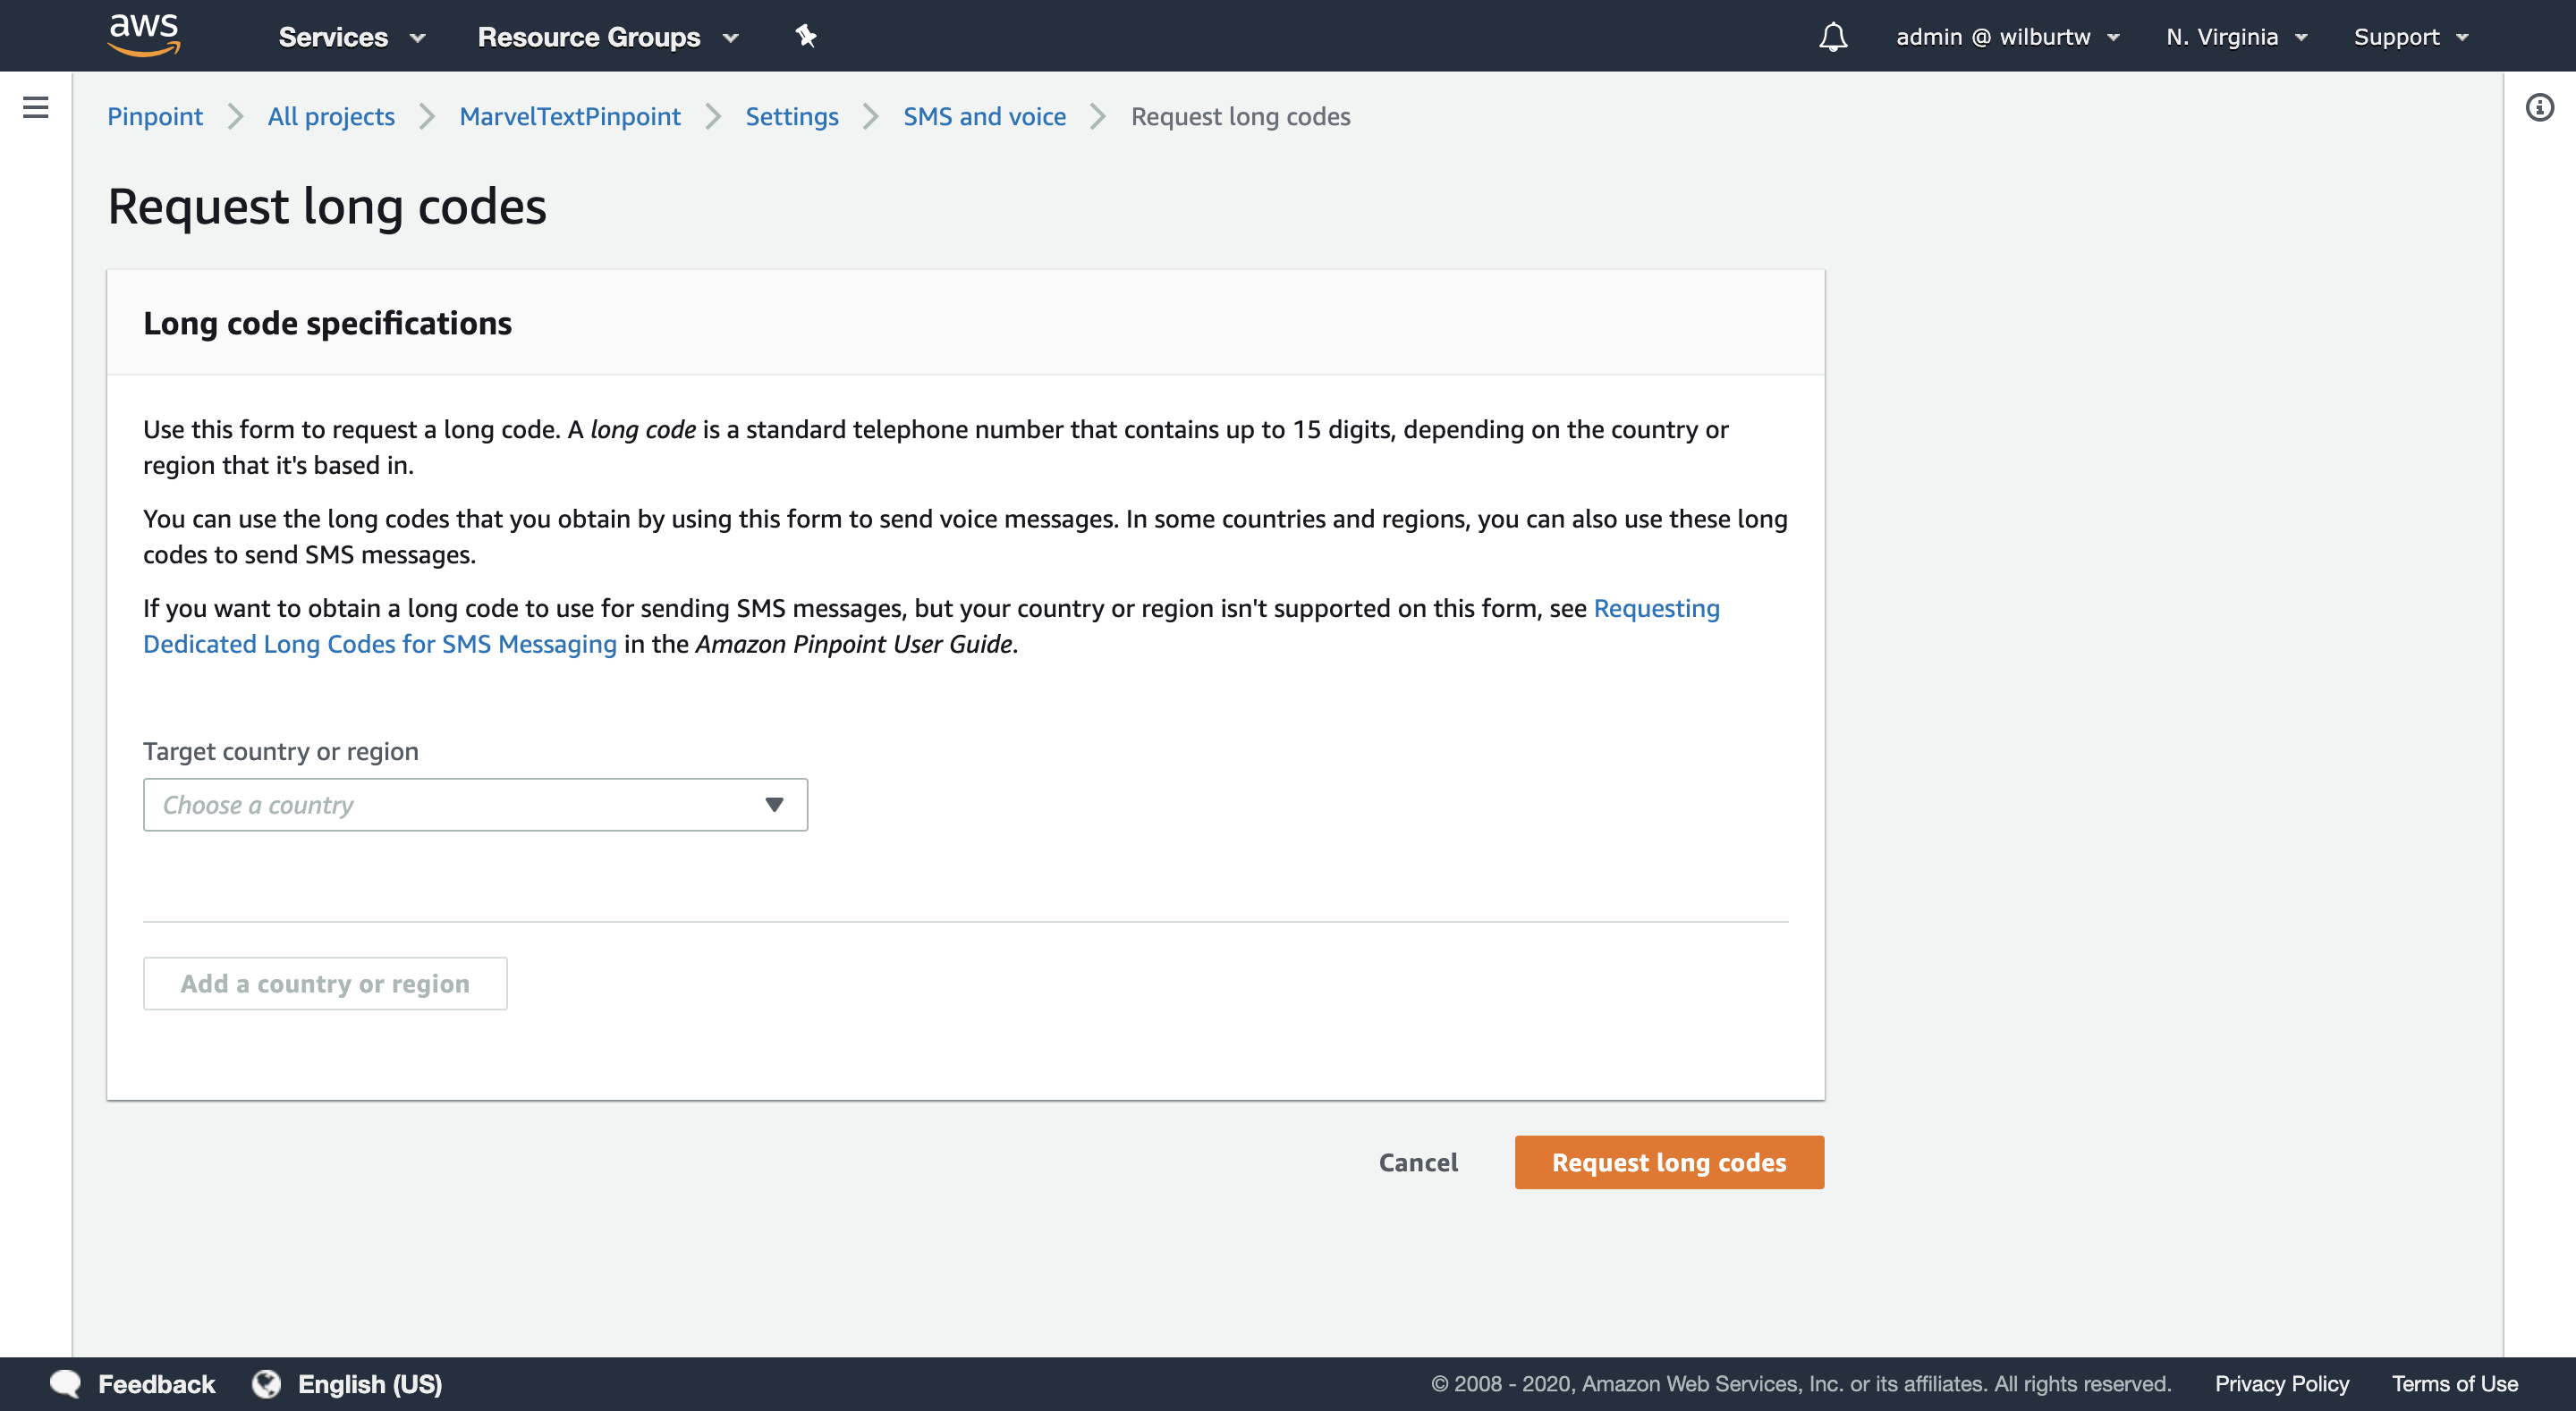 aws Services Resource Groups admin @ wilburtw N. Virginia Support
Pinpoint All projects MarvelTextPinpoint Settings SMS and voice Request long codes
Request long codes
Long code specifications
Use this form to request a long code. A long code is a standard telephone number that contains up to 15 digits, depending on the country or
region that it's based in.
You can use the long codes that you obtain by using this form to send voice messages. In some countries and regions, you can also use these long
codes to send SMS messages.
If you want to obtain a long code to use for sending SMS messages, but your country or region isn't supported on this form, see Requesting
Dedicated Long Codes for SMS Messaging in the Amazon Pinpoint User Guide.
Target country or region
Choose a country
Add a country or region
Cancel Request long codes
Feedback English (US) © 2008 - 2020, Amazon Web Services, Inc. or its affiliates. All rights reserved. Privacy Policy Terms of Use